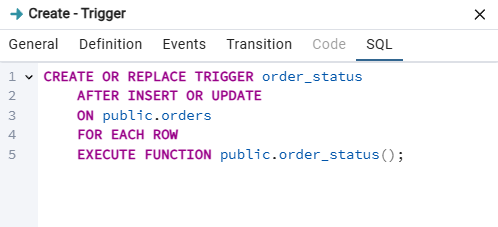 Create - Trigger
General Definition Events Transition Code SQL
1 CREATE OR REPLACE TRIGGER order_status
2 AFTER INSERT OR UPDATE
3 ON public.orders
4 FOR EACH ROW
5 EXECUTE FUNCTION public.order_status();